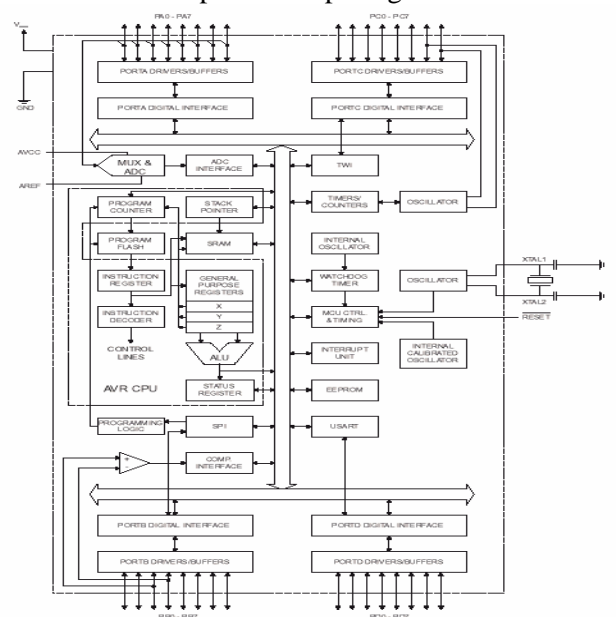 PA0 - PA7
PC0 - PC7
GND
PORTA DRIVERS/BUFFERS
PORTC DRIVERS/BUFFERS
PORTA DIGITAL INTERFACE
PORTC DIGITAL INTERFACE
AVCC
AREF
MUX &
ADC
ADC
INTERFACE
TWI
PROGRAM
COUNTER
STACK
POINTER
TIMERS/
COUNTERS
OSCILLATOR
PROGRAM
FLASH
SRAM
INTERNAL
OSCILLATOR
INSTRUCTION
REGISTER
GENERAL
PURPOSE
REGISTERS
X
Y
Z
WATCHDOG
TIMER
OSCILLATOR
XTAL1
XTAL2
RESET
INSTRUCTION
DECODER
MCU CTRL
& TIMING
CONTROL
LINES
ALU
INTERRUPT
UNIT
INTERNAL
CALIBRATED
OSCILLATOR
AVR CPU
STATUS
REGISTER
EEPROM
PROGRAMMING
LOGIC
SPI
USART
+
-
COMP.
INTERFACE
PORTB DIGITAL INTERFACE
PORTD DIGITAL INTERFACE
PORTB DRIVERS/BUFFERS
PORTD DRIVERS/BUFFERS